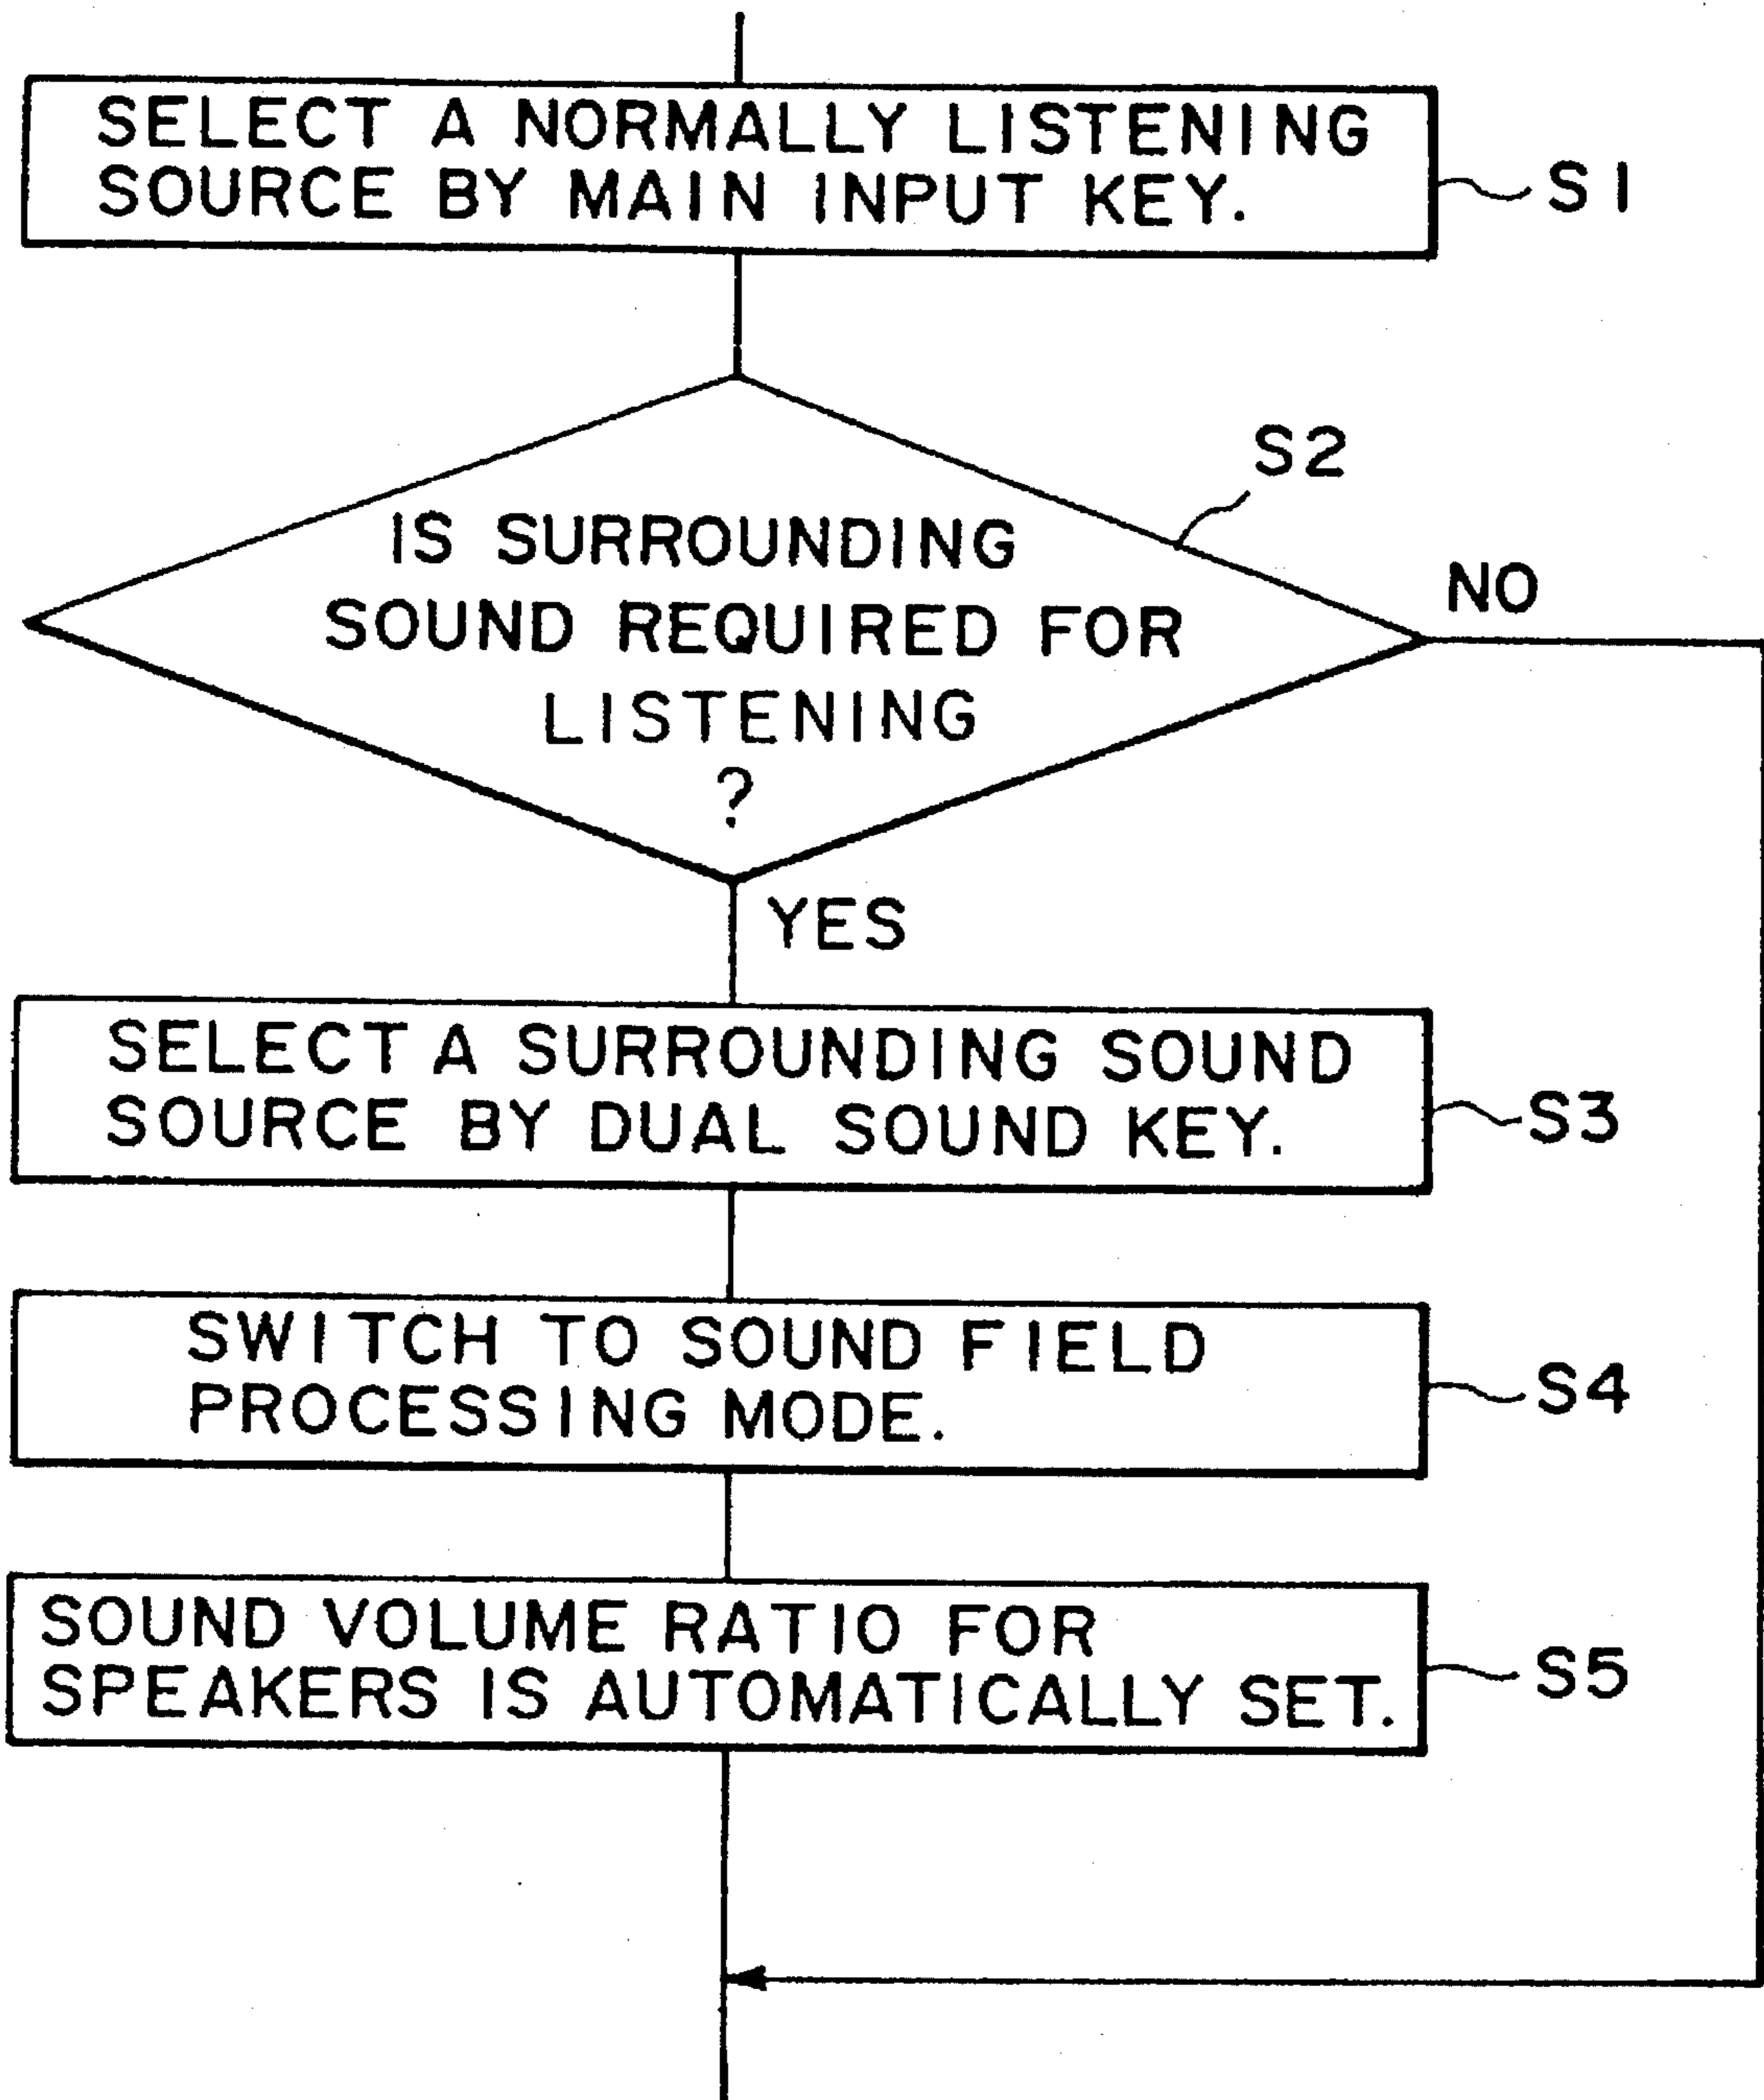 SELECT A NORMALLY LISTENING
SOURCE BY MAIN INPUT KEY.
S1
S2
IS SURROUNDING
SOUND REQUIRED FOR
LISTENING
?
NO
YES
SELECT A SURROUNDING SOUND
SOURCE BY DUAL SOUND KEY.
S3
SWITCH TO SOUND FIELD
PROCESSING MODE.
S4
SOUND VOLUME RATIO FOR
SPEAKERS IS AUTOMATICALLY SET.
S5